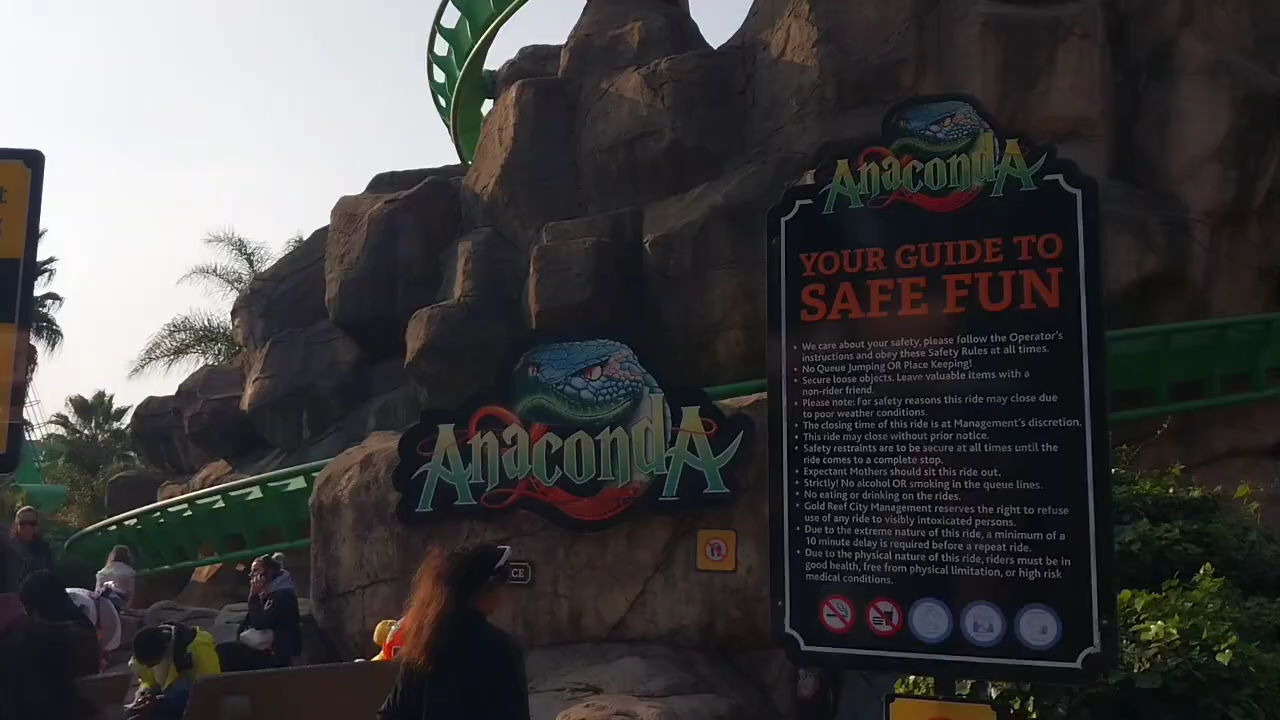 AnacondA
YOUR GUIDE TO
SAFE FUN
• We care about your safety, please follow the Operator's
instructions and obey these Safety Rules at all times.
• No Queue Jumping OR Place Keeping!
• Secure loose objects. Leave valuable items with a
non-rider friend.
• Please note: For safety reasons this ride may close due
to poor weather conditions.
• The closing time of this ride is at Management's discretion.
• This ride may close without prior notice.
• Safety restraints are to be secure at all times until the
ride comes to a complete stop.
• Expectant Mothers should sit this ride out.
• Strictly! No alcohol OR smoking in the queue lines.
• No eating or drinking on the rides.
• Gold Reef City Management reserves the right to refuse
use of any ride to visibly intoxicated persons.
• Due to the extreme nature of this ride, a minimum of a
10 minute delay is required before a repeat ride.
• Due to the physical nature of this ride, riders must be in
good health, free from physical limitation, or high risk
medical conditions.
AnacondA